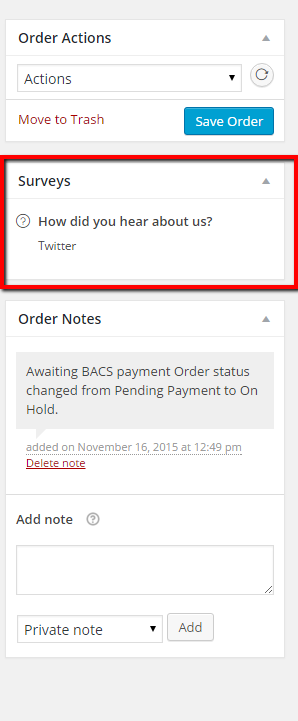 Order Actions
Actions
Move to Trash
Save Order
Surveys
How did you hear about us?
Twitter
Order Notes
Awaiting BACS payment Order status
changed from Pending Payment to On
Hold.
added on November 16, 2015 at 12:49 pm
Delete note
Add note ?
Private note
Add